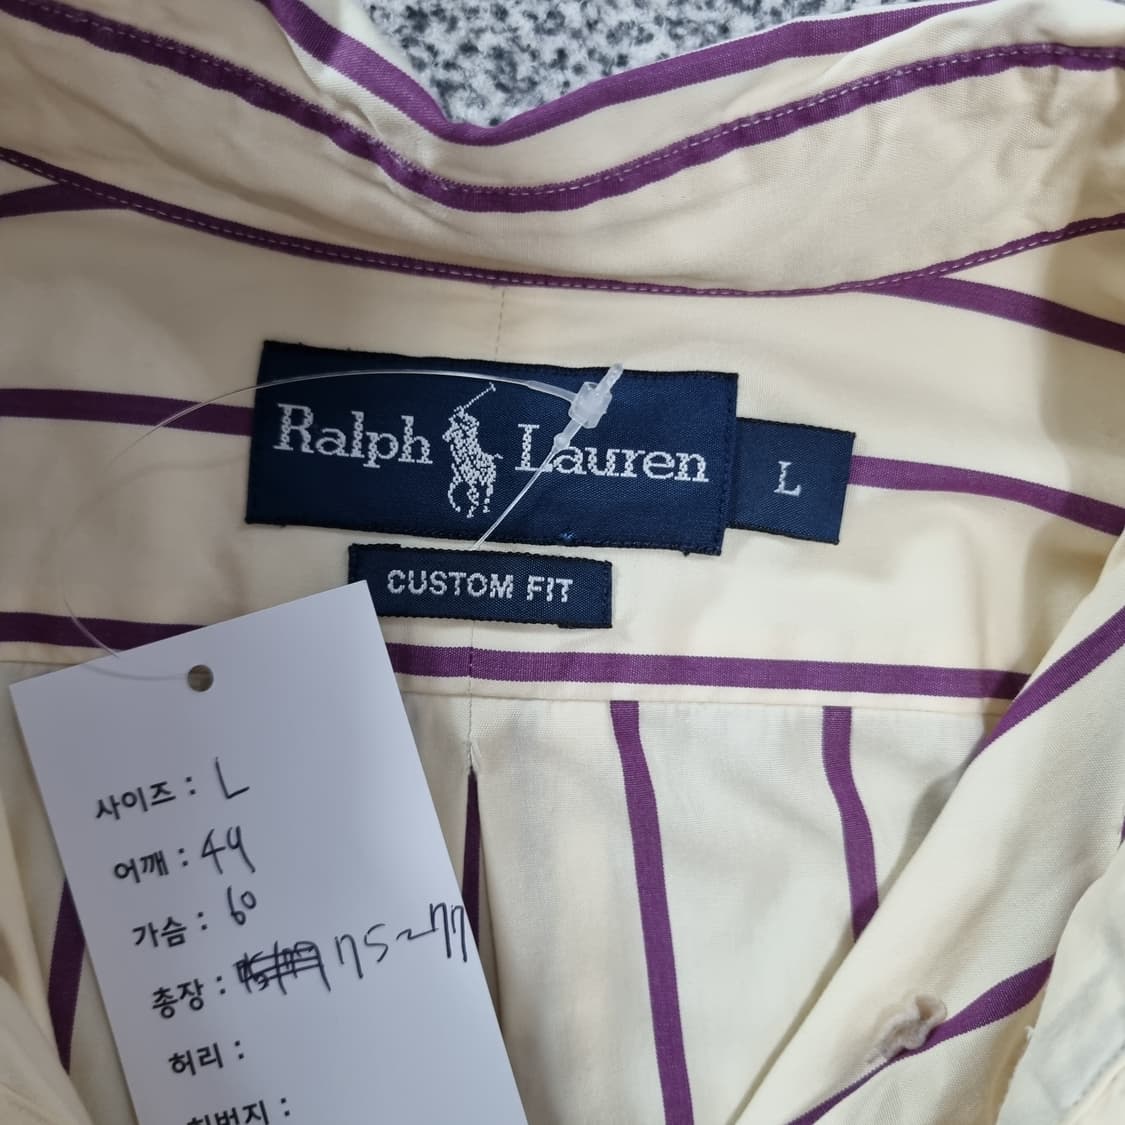 Ralph Lauren
L
CUSTOM FIT
사이즈 : L
어깨 : 49
가슴 : 60
총장 : 75~77
허리 :